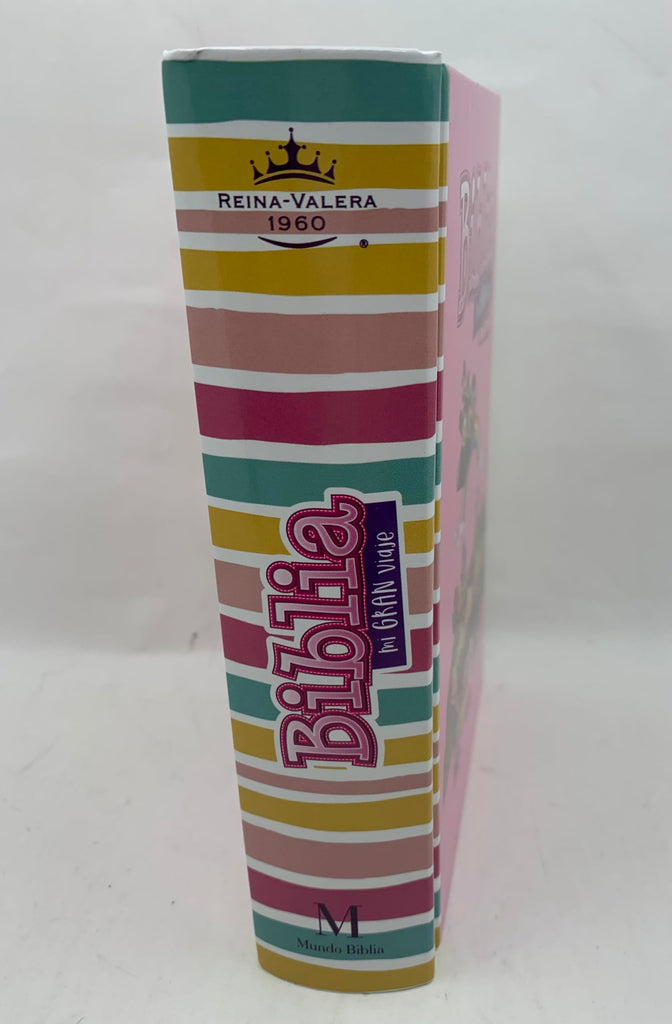 REINA-VALERA
1960
®
Biblia
mi GRAN viaje
M
Mundo Biblia